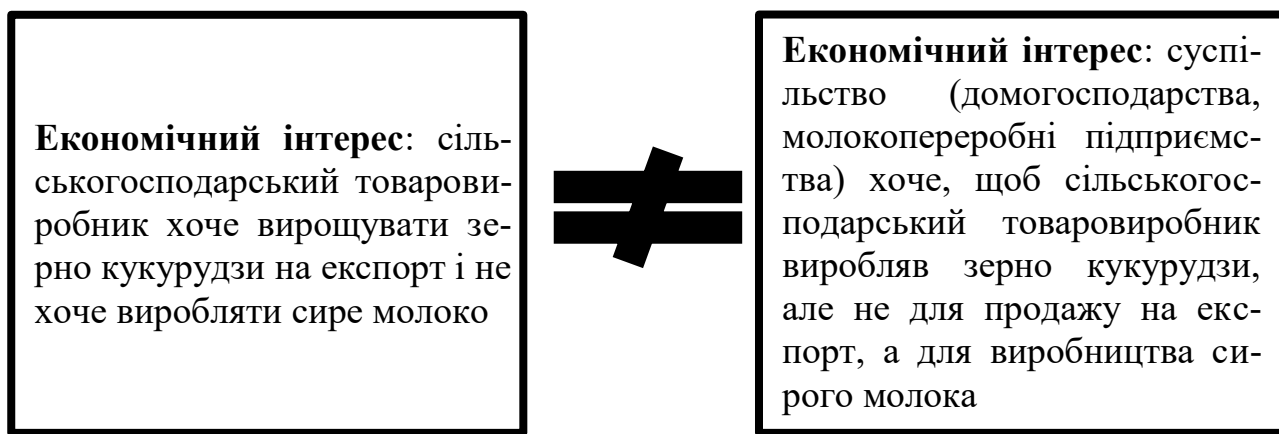 Економічний інтерес: сіль-
ськогосподарський товарови-
робник хоче вирощувати зе-
рно кукурудзи на експорт і не
хоче виробляти сире молоко
≠
Економічний інтерес: суспі-
льство (домогосподарства,
молокопереробні підприємс-
тва) хоче, щоб сільськогос-
подарський товаровиробник
виробляв зерно кукурудзи,
але не для продажу на екс-
порт, а для виробництва си-
рого молока